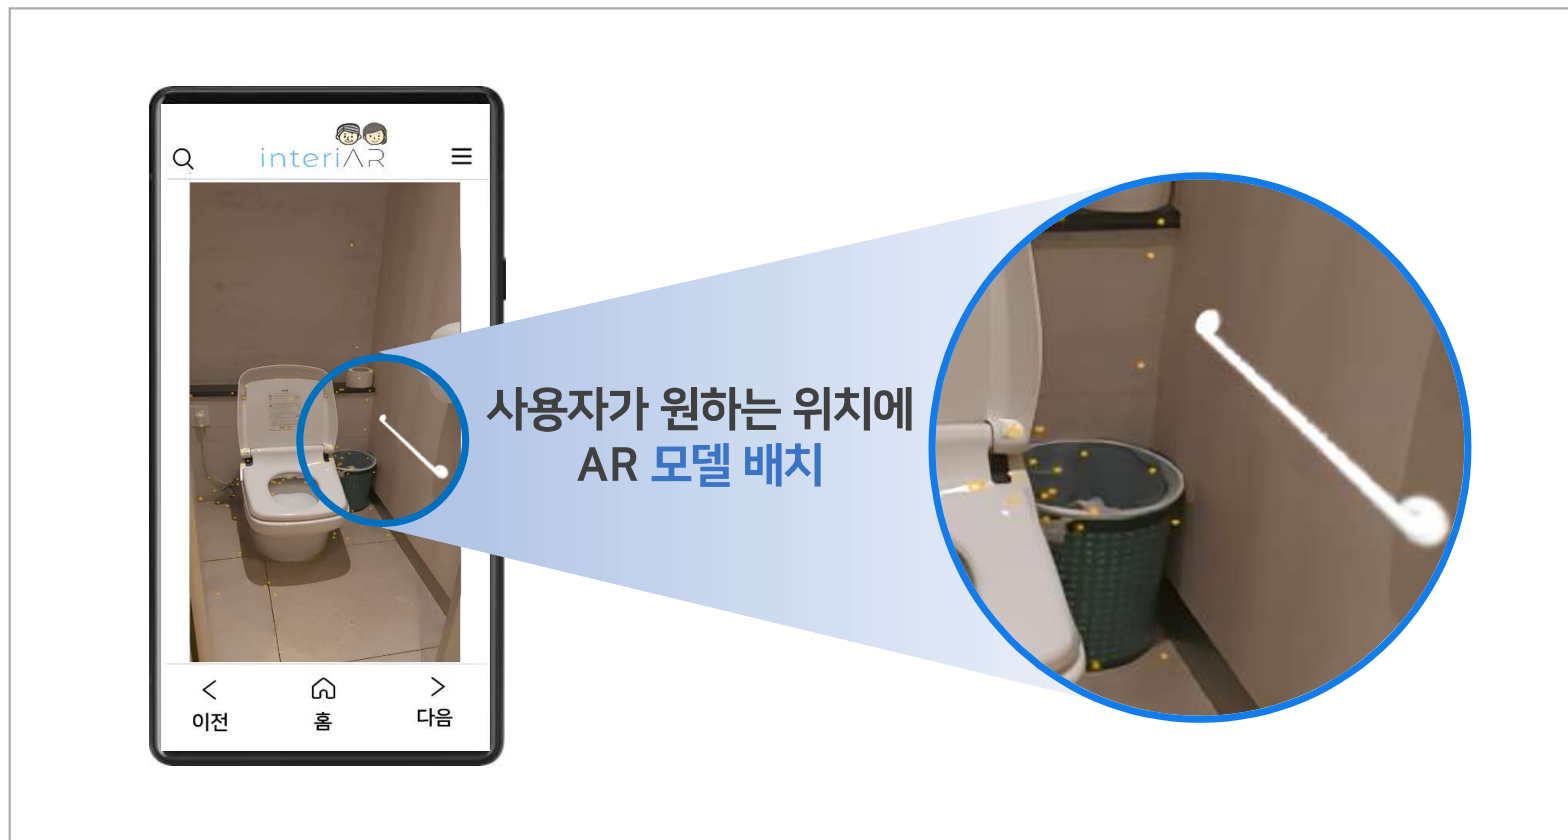 interiAR
사용자가 원하는 위치에
AR 모델 배치
이전
홈
다음